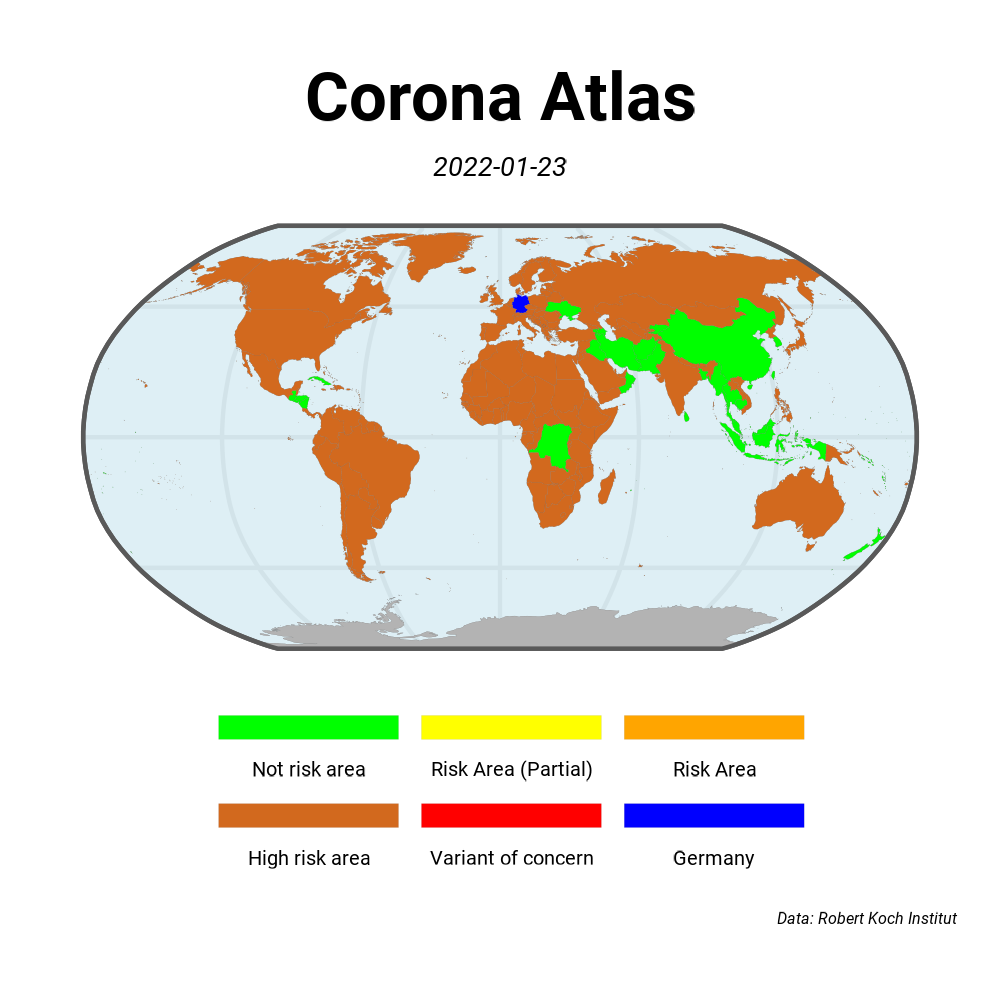 Corona Atlas
2022-01-23
Not risk area
Risk Area (Partial)
Risk Area
High risk area
Variant of concern
Germany
Data: Robert Koch Institut